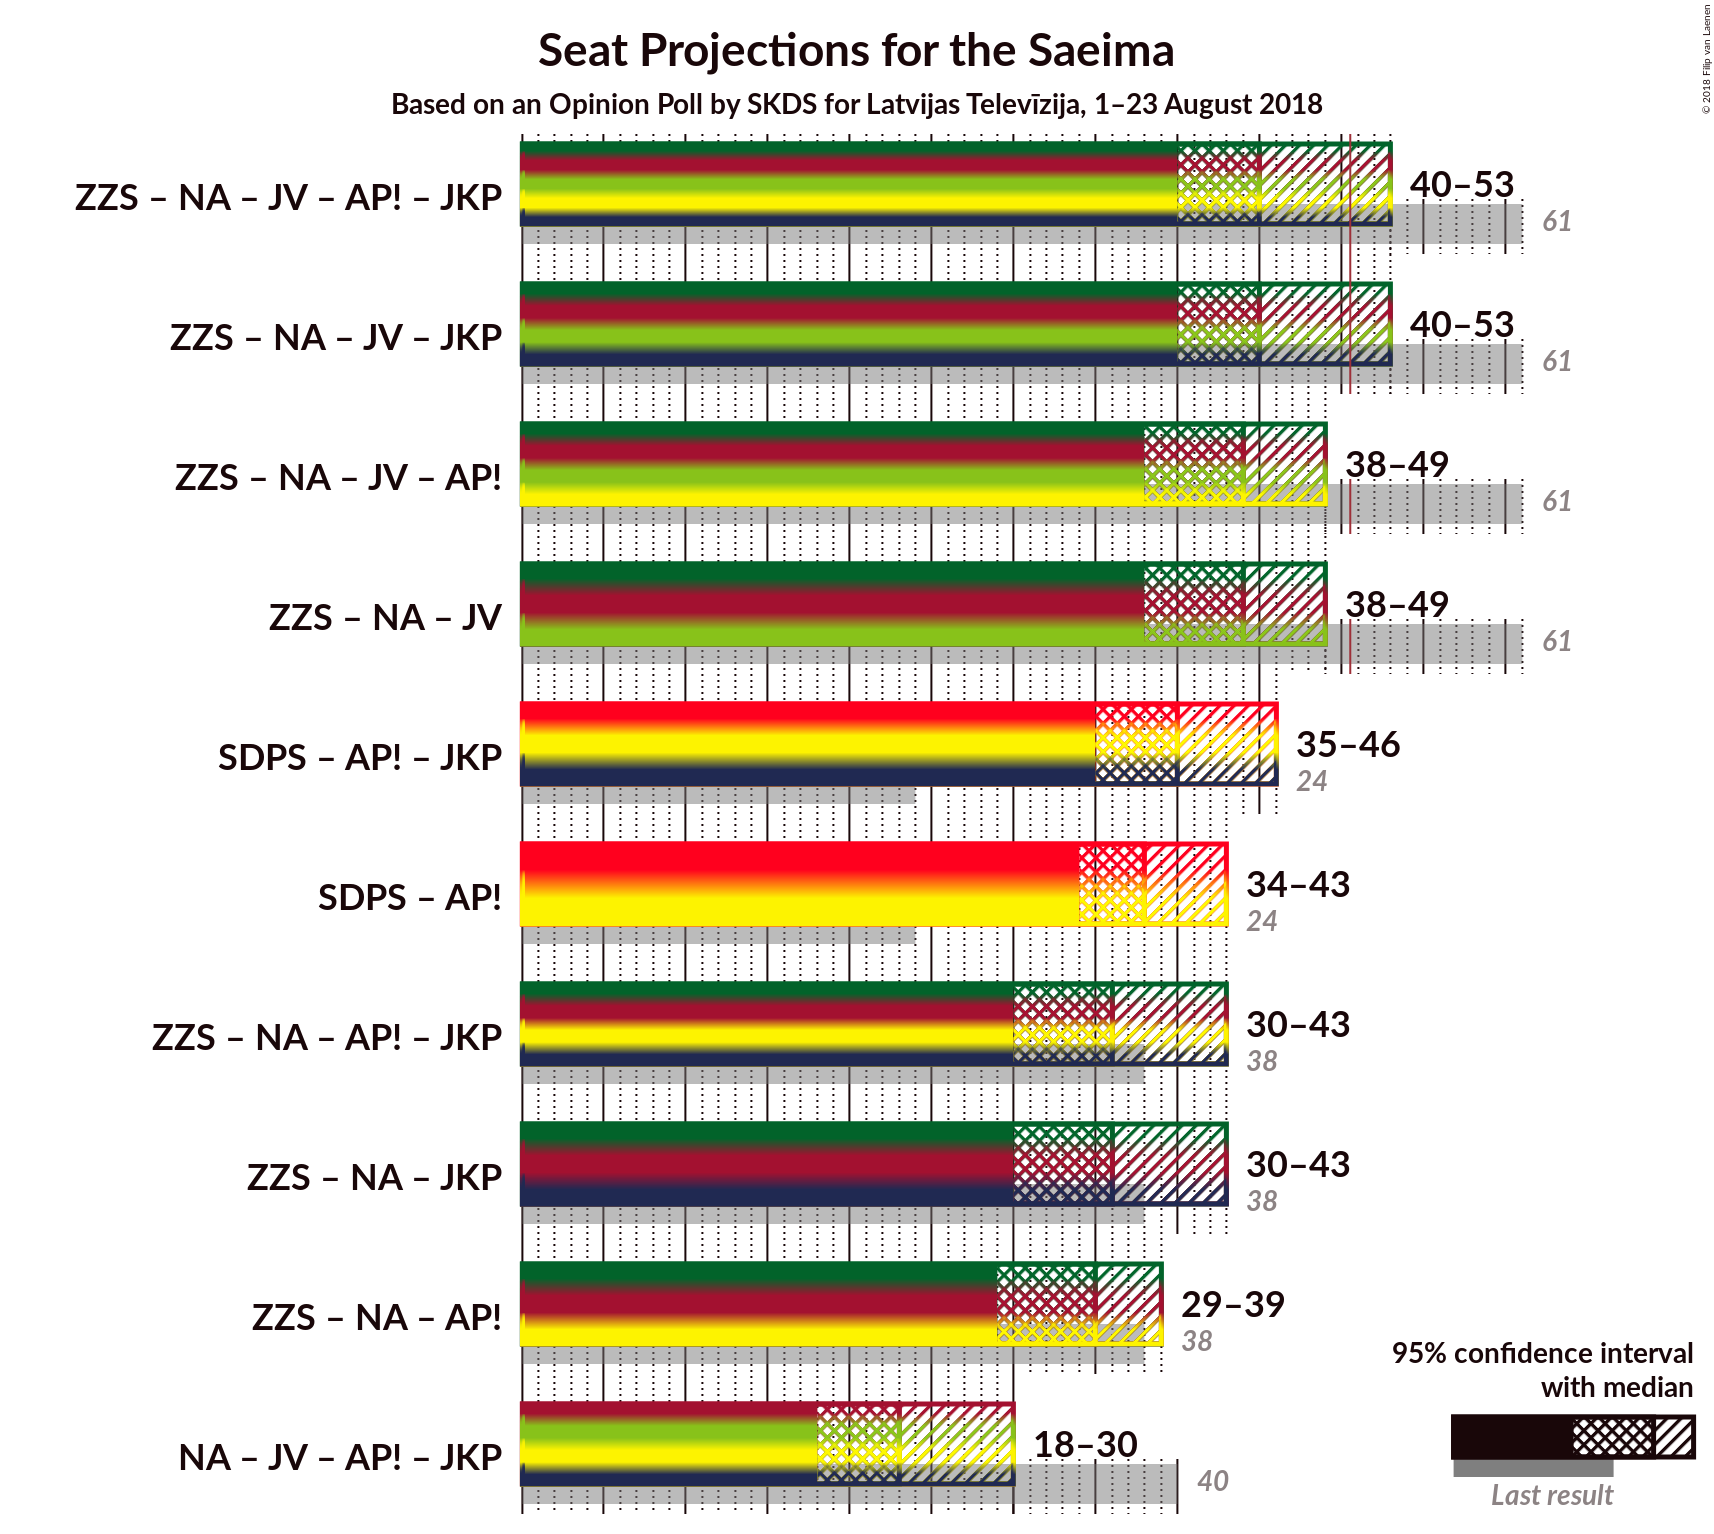 Seat Projections for the Saeima
Based on an Opinion Poll by SKDS for Latvijas Televīzija, 1–23 August 2018
© 2018 Filip van Laenen
ZZS – NA – JV – AP! – JKP
40–53
61
ZZS – NA – JV – JKP
40–53
61
ZZS – NA – JV – AP!
38–49
61
ZZS – NA – JV
38–49
61
SDPS – AP! – JKP
35–46
24
SDPS – AP!
34–43
24
ZZS – NA – AP! – JKP
30–43
38
ZZS – NA – JKP
30–43
38
ZZS – NA – AP!
29–39
38
NA – JV – AP! – JKP
18–30
40
95% confidence interval
with median
Last result